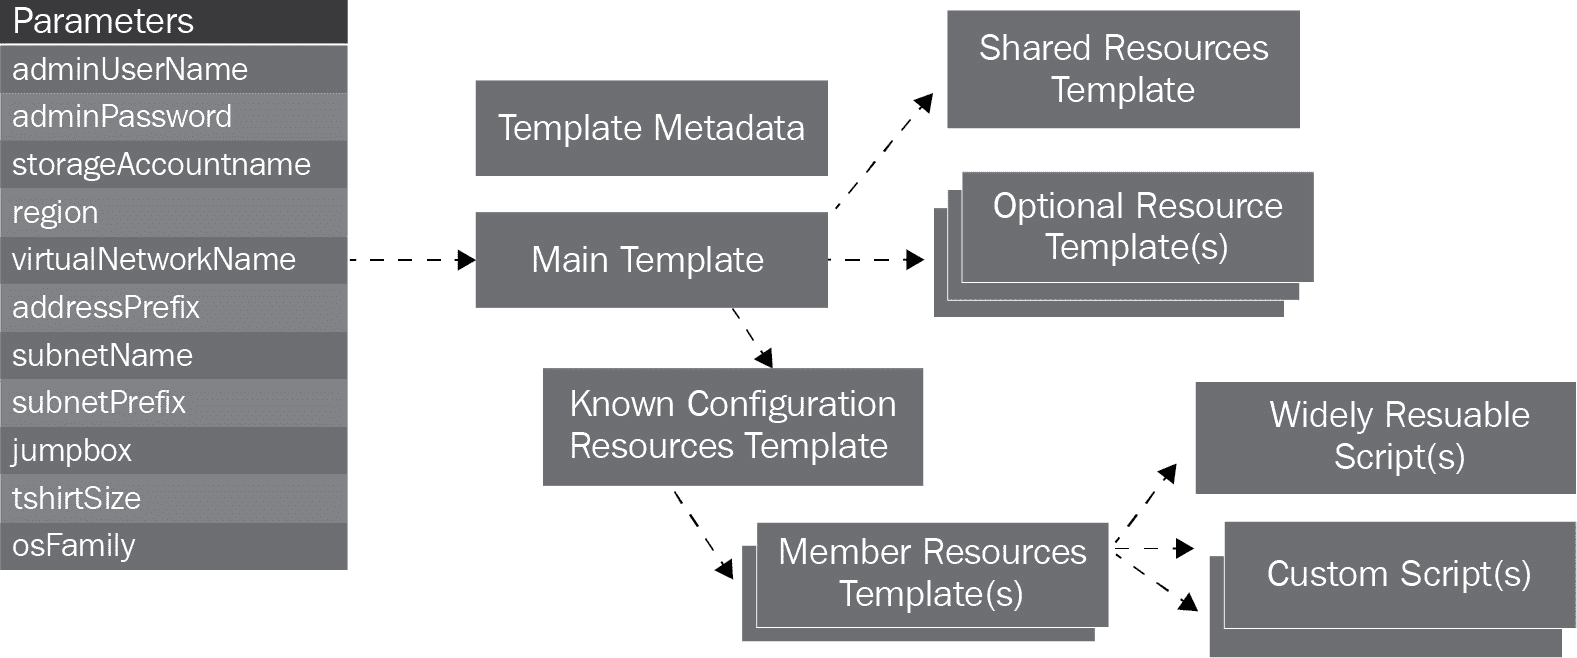 Parameters
adminUserName
adminPassword
storageAccountname
region
virtualNetworkName
addressPrefix
subnetName
subnetPrefix
jumpbox
tshirtSize
osFamily
Template Metadata
Main Template
Shared Resources
Template
Optional Resource
Template(s)
Known Configuration
Resources Template
Member Resources
Template(s)
Widely Resuable
Script(s)
Custom Script(s)